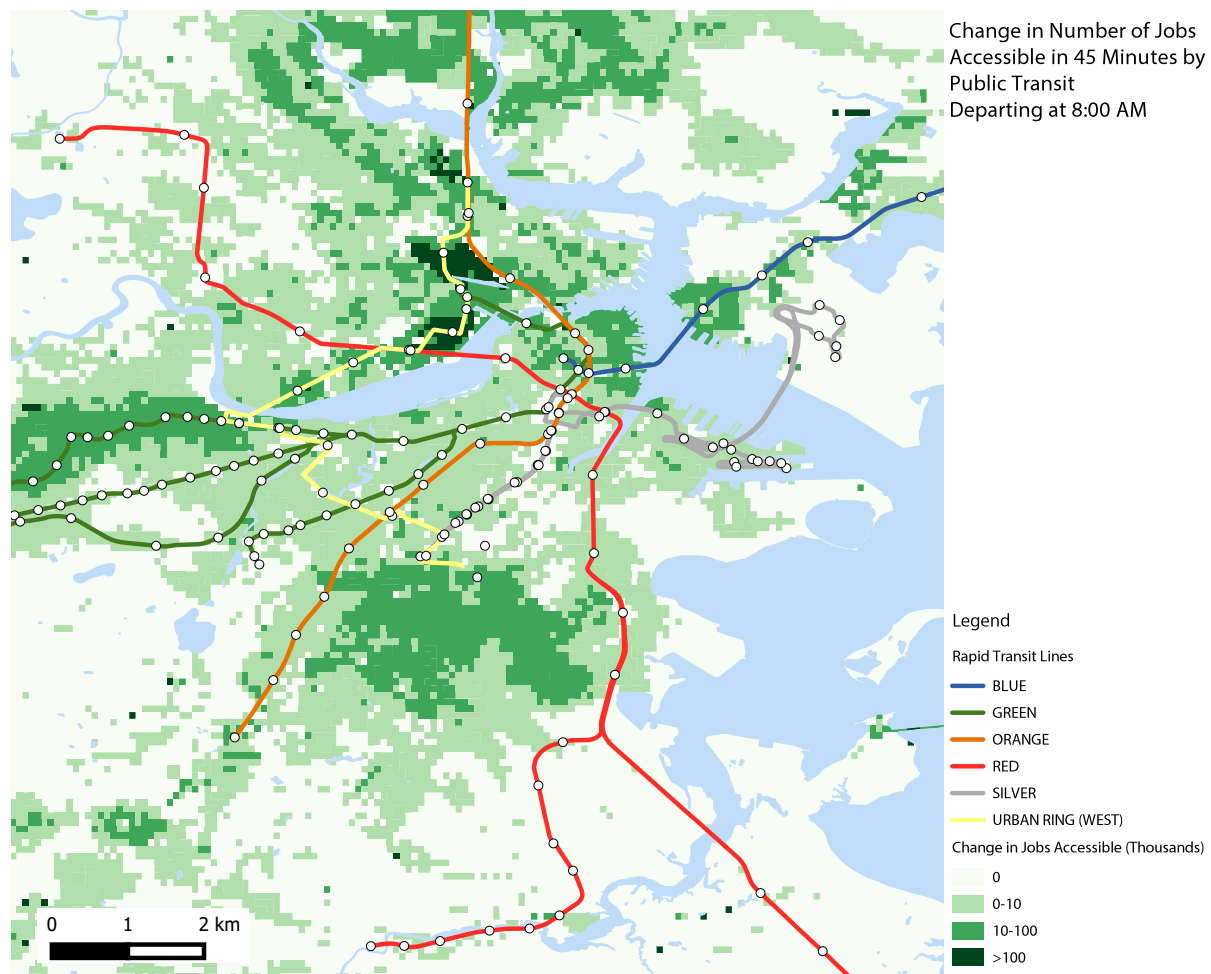 Change in Number of Jobs
Accessible in 45 Minutes by
Public Transit
Departing at 8:00 AM
Legend
Rapid Transit Lines
BLUE
GREEN
ORANGE
RED
SILVER
URBAN RING (WEST)
Change in Jobs Accessible (Thousands)
0
0-10
10-100
>100
0 1 2 km